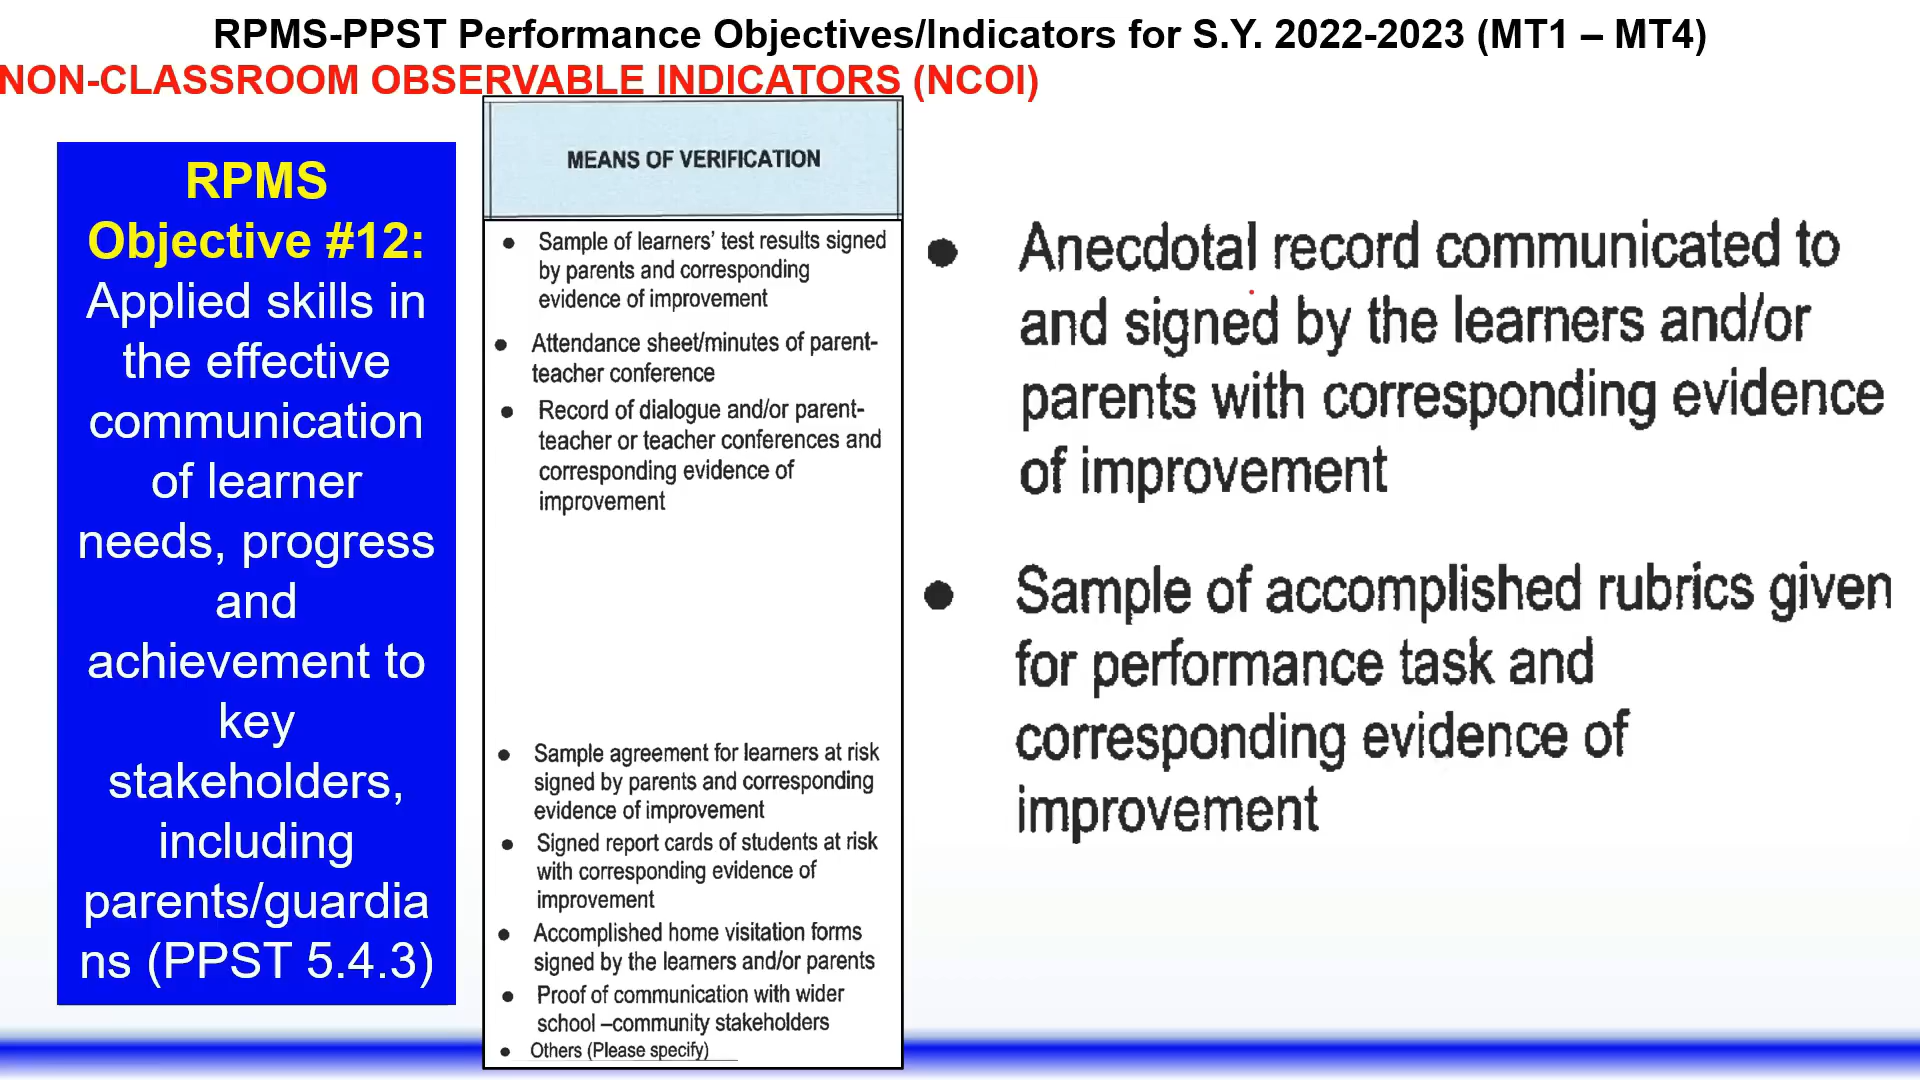 RPMS-PPST Performance Objectives/Indicators for S.Y. 2022-2023 (MT1 – MT4)
NON-CLASSROOM OBSERVABLE INDICATORS (NCOI)
RPMS
Objective #12:
Applied skills in
the effective
communication
of learner
needs, progress
and
achievement to
key
stakeholders,
including
parents/guardia
ns (PPST 5.4.3)
MEANS OF VERIFICATION
● Sample of learners' test results signed
by parents and corresponding
evidence of improvement
● Attendance sheet/minutes of parent-
teacher conference
● Record of dialogue and/or parent-
teacher or teacher conferences and
corresponding evidence of
improvement
● Sample agreement for learners at risk
signed by parents and corresponding
evidence of improvement
● Signed report cards of students at risk
with corresponding evidence of
improvement
● Accomplished home visitation forms
signed by the learners and/or parents
● Proof of communication with wider
school –community stakeholders
● Others (Please specify)
● Anecdotal record communicated to
and signed by the learners and/or
parents with corresponding evidence
of improvement
● Sample of accomplished rubrics given
for performance task and
corresponding evidence of
improvement